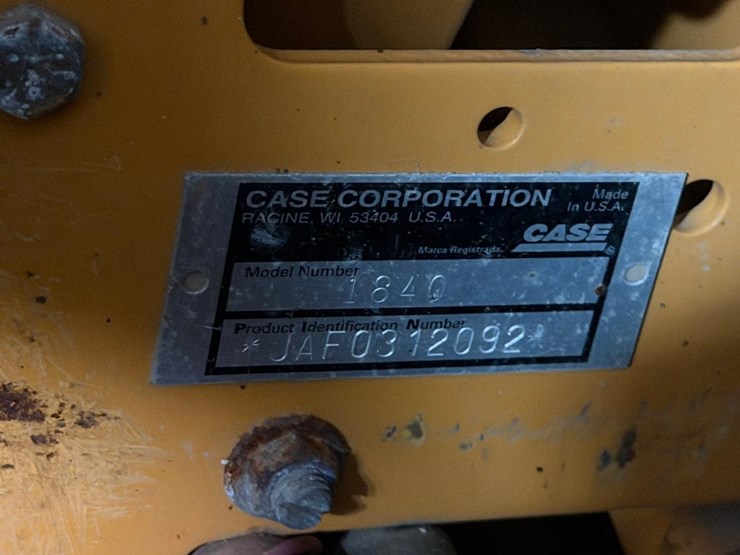 CASE CORPORATION
Made
In U.S.A.
RACINE, WI 53404 U.S.A.
Marca Registrada.
CASE ®
Model Number
1840
Product Identification Number
*JAF0312092*